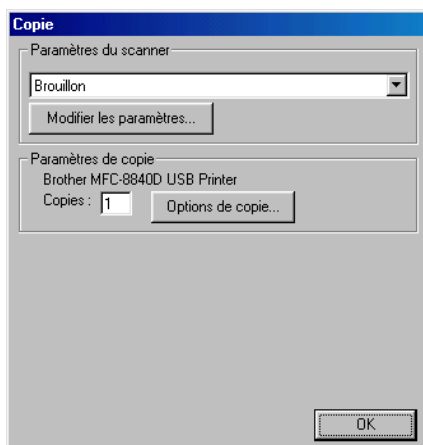 Copie
Paramètres du scanner
Brouillon
Modifier les paramètres...
Paramètres de copie
Brother MFC-8840D USB Printer
Copies : 1 Options de copie...
OK